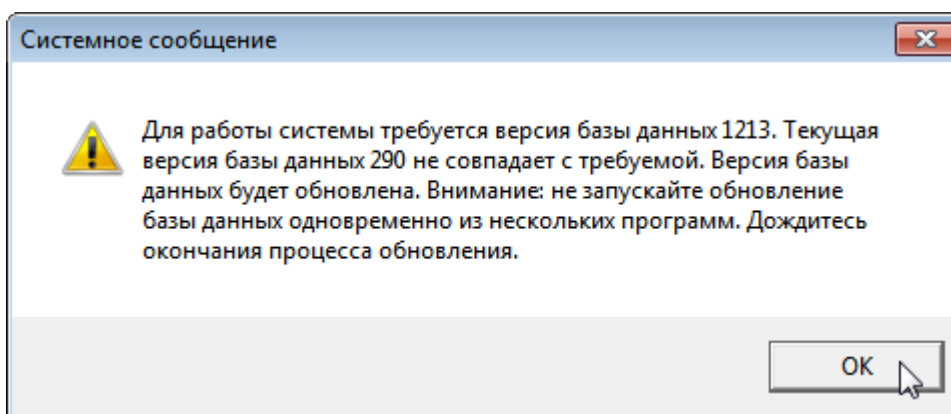 Системное сообщение
Для работы системы требуется версия базы данных 1213. Текущая
версия базы данных 290 не совпадает с требуемой. Версия базы
данных будет обновлена. Внимание: не запускайте обновление
базы данных одновременно из нескольких программ. Дождитесь
окончания процесса обновления.
ОК